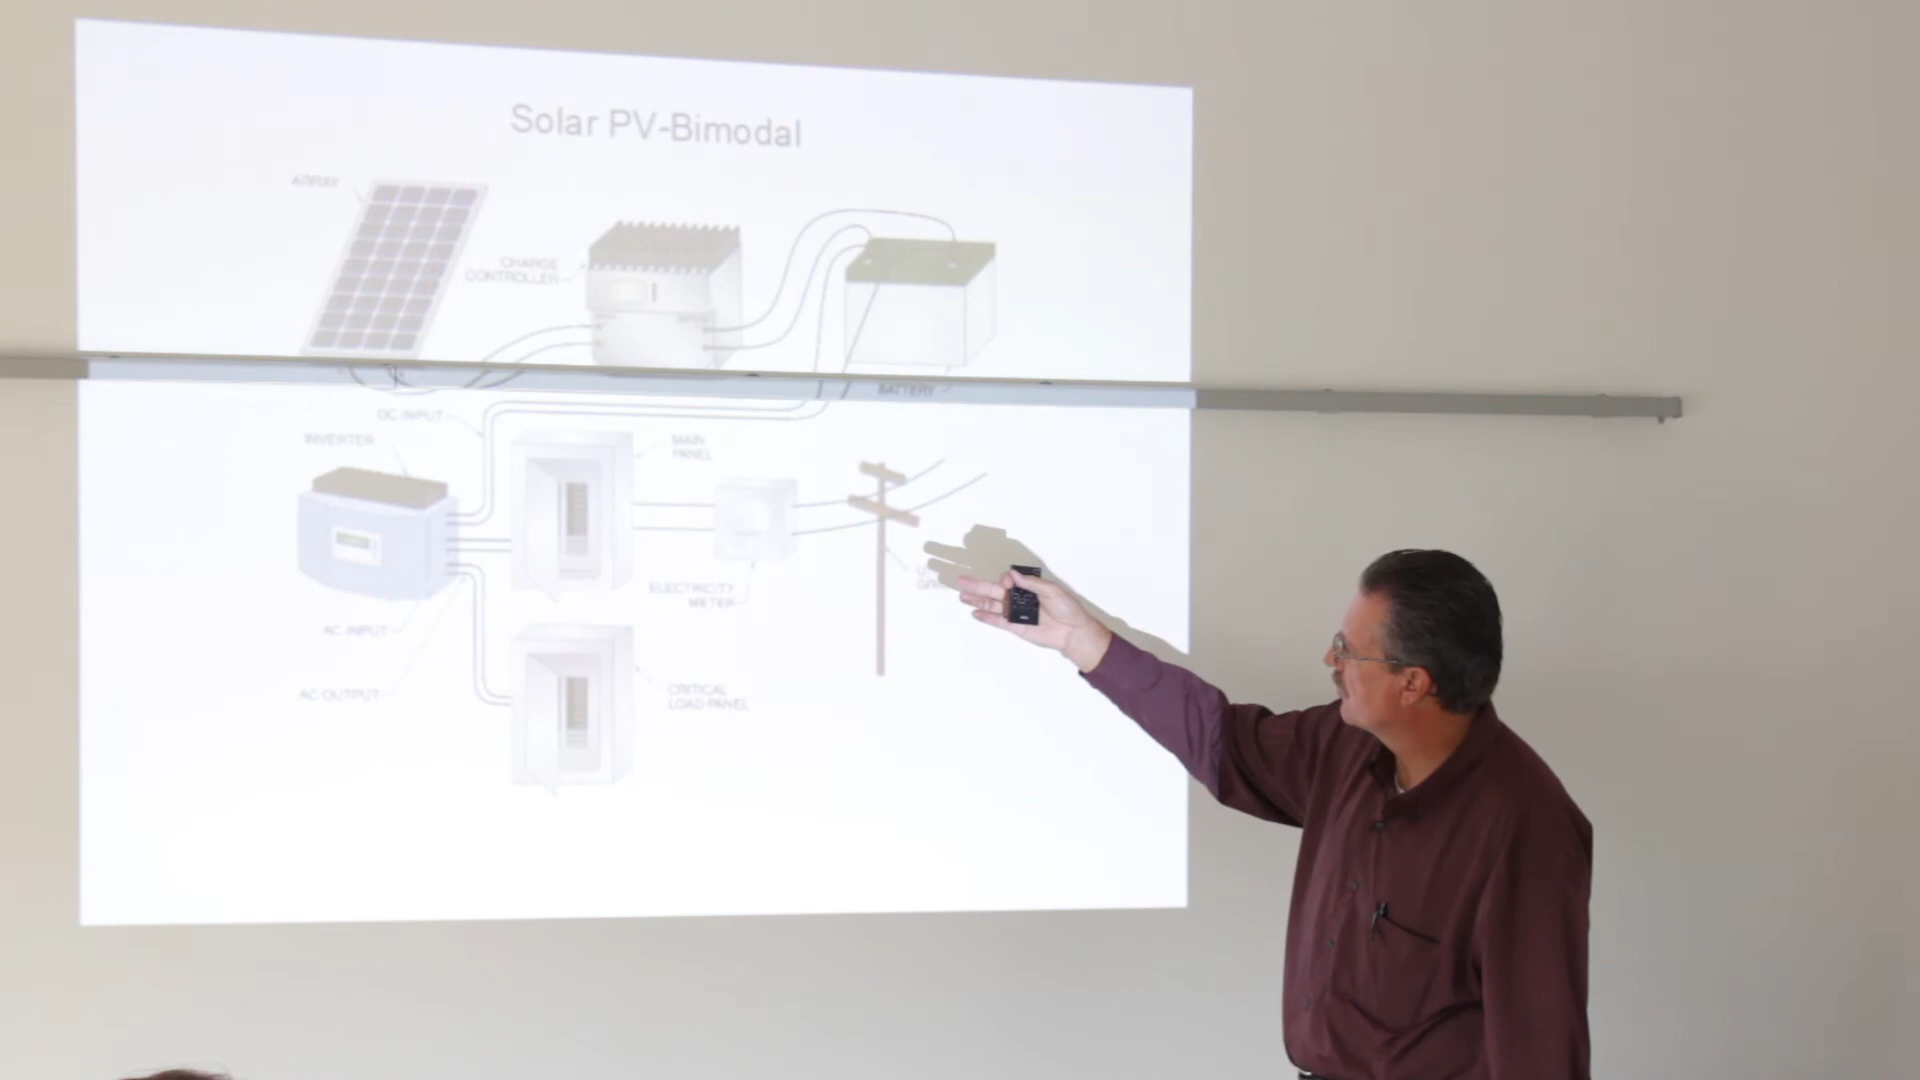 Solar PV-Bimodal
ARRAY
CHARGE
CONTROLLER
BATTERY
DC INPUT
INVERTER
MAIN
PANEL
ELECTRICITY
METER
AC INPUT
AC OUTPUT
CRITICAL
LOAD PANEL